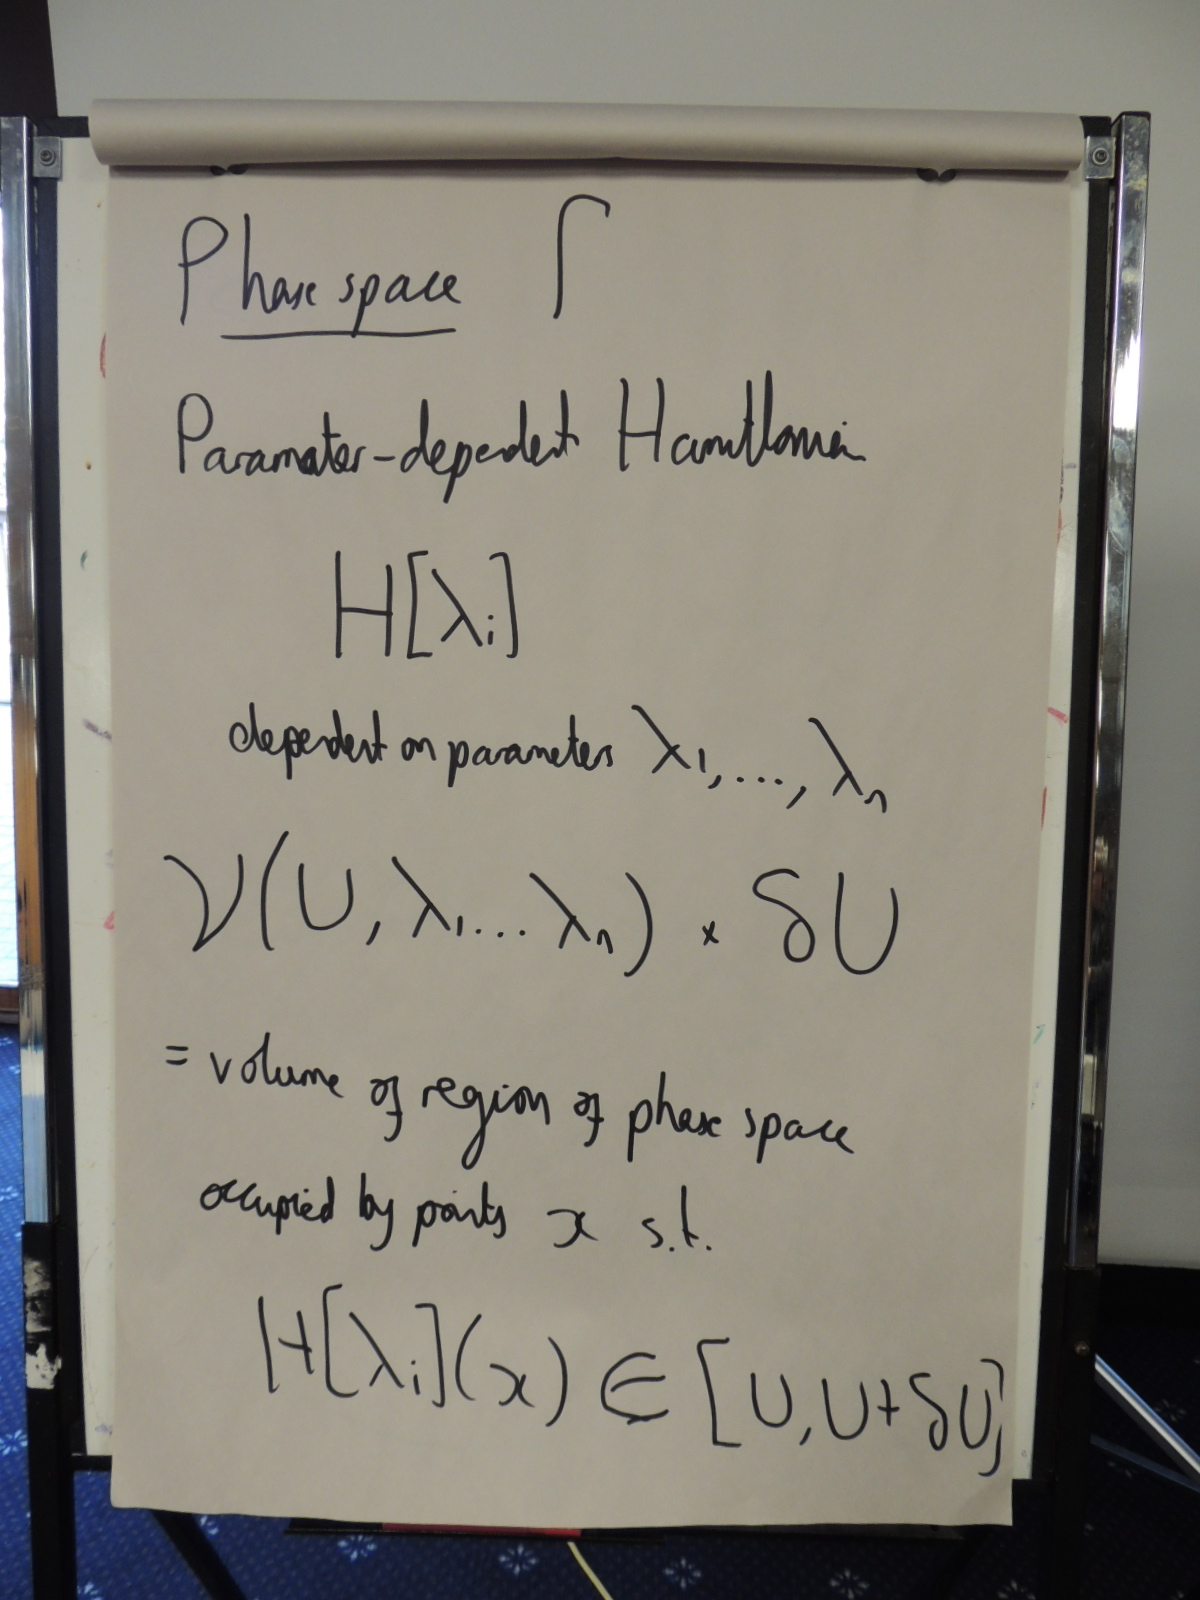 Phase space Γ
Parameter-dependent Hamiltonian
H[λi]
dependent on parameters λ1, ..., λn
𝒱(U, λ1...λn) × δU
= volume of region of phase space
occupied by points x s.t.
H[λi](x) ∈ [U, U+δU]